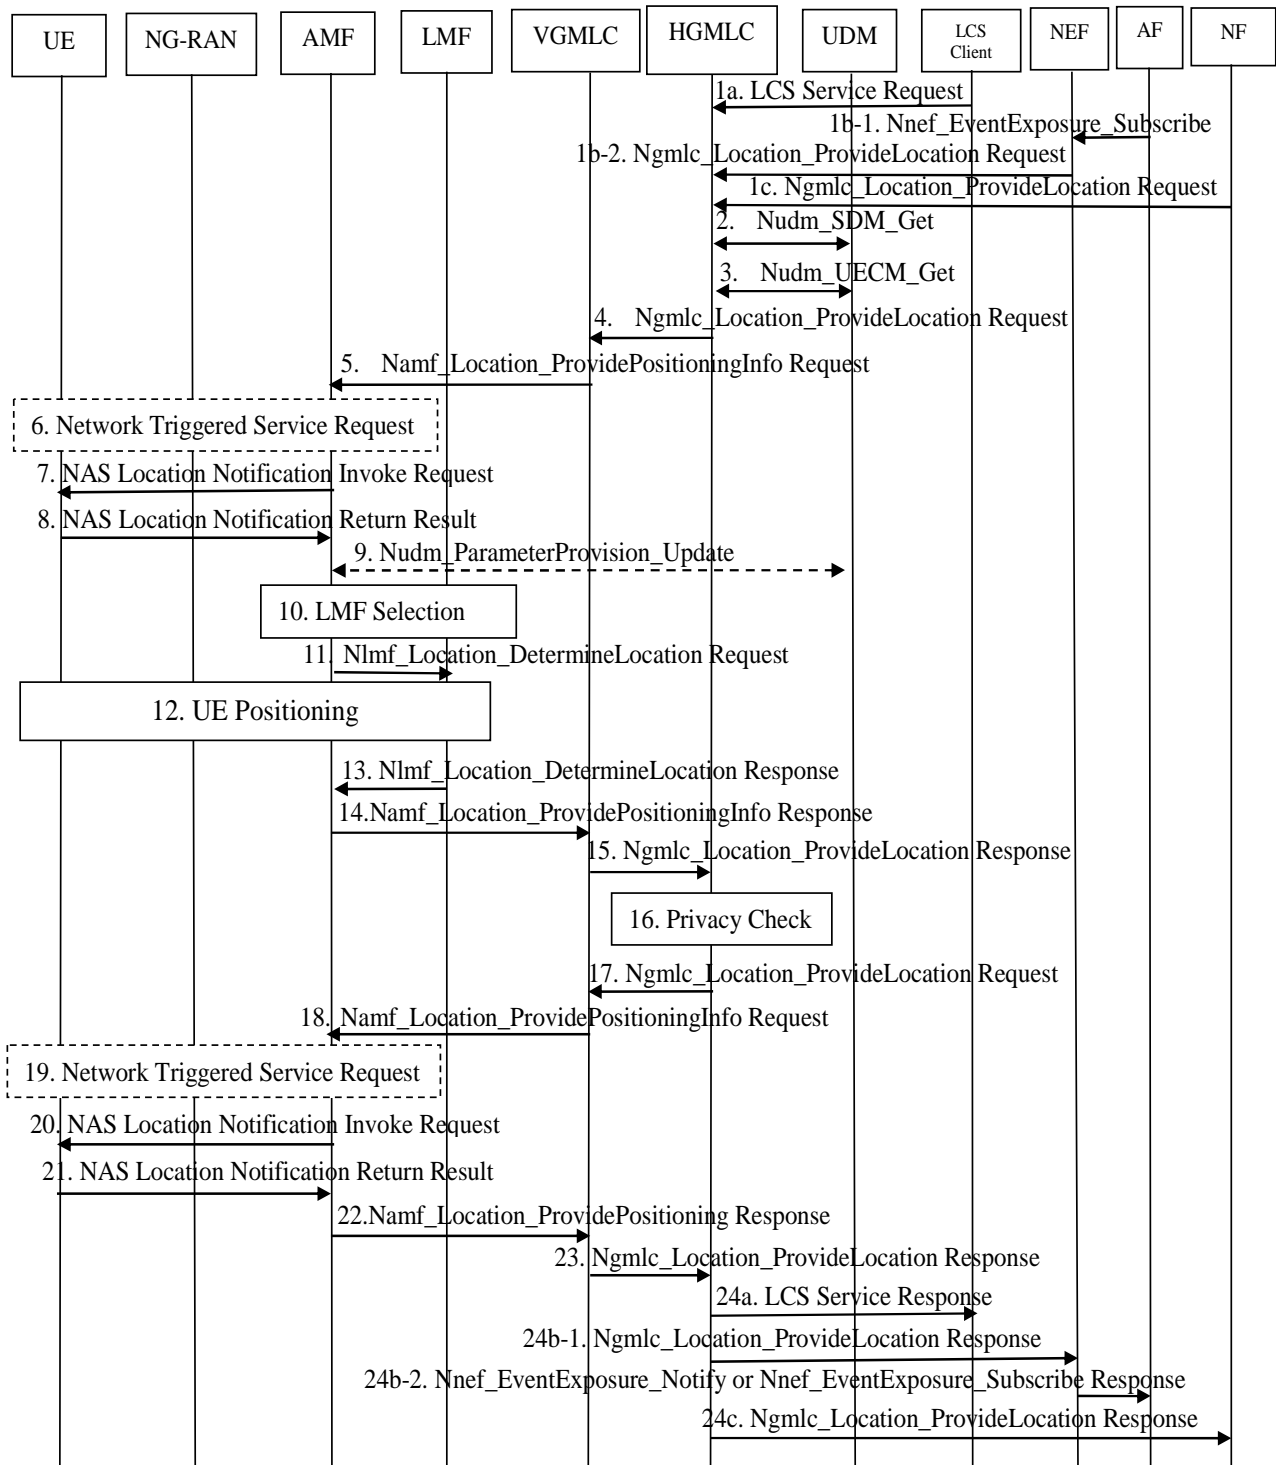 UE
NG-RAN
AMF
LMF
VGMLC
HGMLC
UDM
LCS
Client
NEF
AF
NF
1a. LCS Service Request
1b-1. Nnef_EventExposure_Subscribe
1b-2. Ngmlc_Location_ProvideLocation Request
1c. Ngmlc_Location_ProvideLocation Request
2. Nudm_SDM_Get
3. Nudm_UECM_Get
4. Ngmlc_Location_ProvideLocation Request
5. Namf_Location_ProvidePositioningInfo Request
6. Network Triggered Service Request
7. NAS Location Notification Invoke Request
8. NAS Location Notification Return Result
9. Nudm_ParameterProvision_Update
10. LMF Selection
11. Nlmf_Location_DetermineLocation Request
12. UE Positioning
13. Nlmf_Location_DetermineLocation Response
14.Namf_Location_ProvidePositioningInfo Response
15. Ngmlc_Location_ProvideLocation Response
16. Privacy Check
17. Ngmlc_Location_ProvideLocation Request
18. Namf_Location_ProvidePositioningInfo Request
19. Network Triggered Service Request
20. NAS Location Notification Invoke Request
21. NAS Location Notification Return Result
22.Namf_Location_ProvidePositioning Response
23. Ngmlc_Location_ProvideLocation Response
24a. LCS Service Response
24b-1. Ngmlc_Location_ProvideLocation Response
24b-2. Nnef_EventExposure_Notify or Nnef_EventExposure_Subscribe Response
24c. Ngmlc_Location_ProvideLocation Response